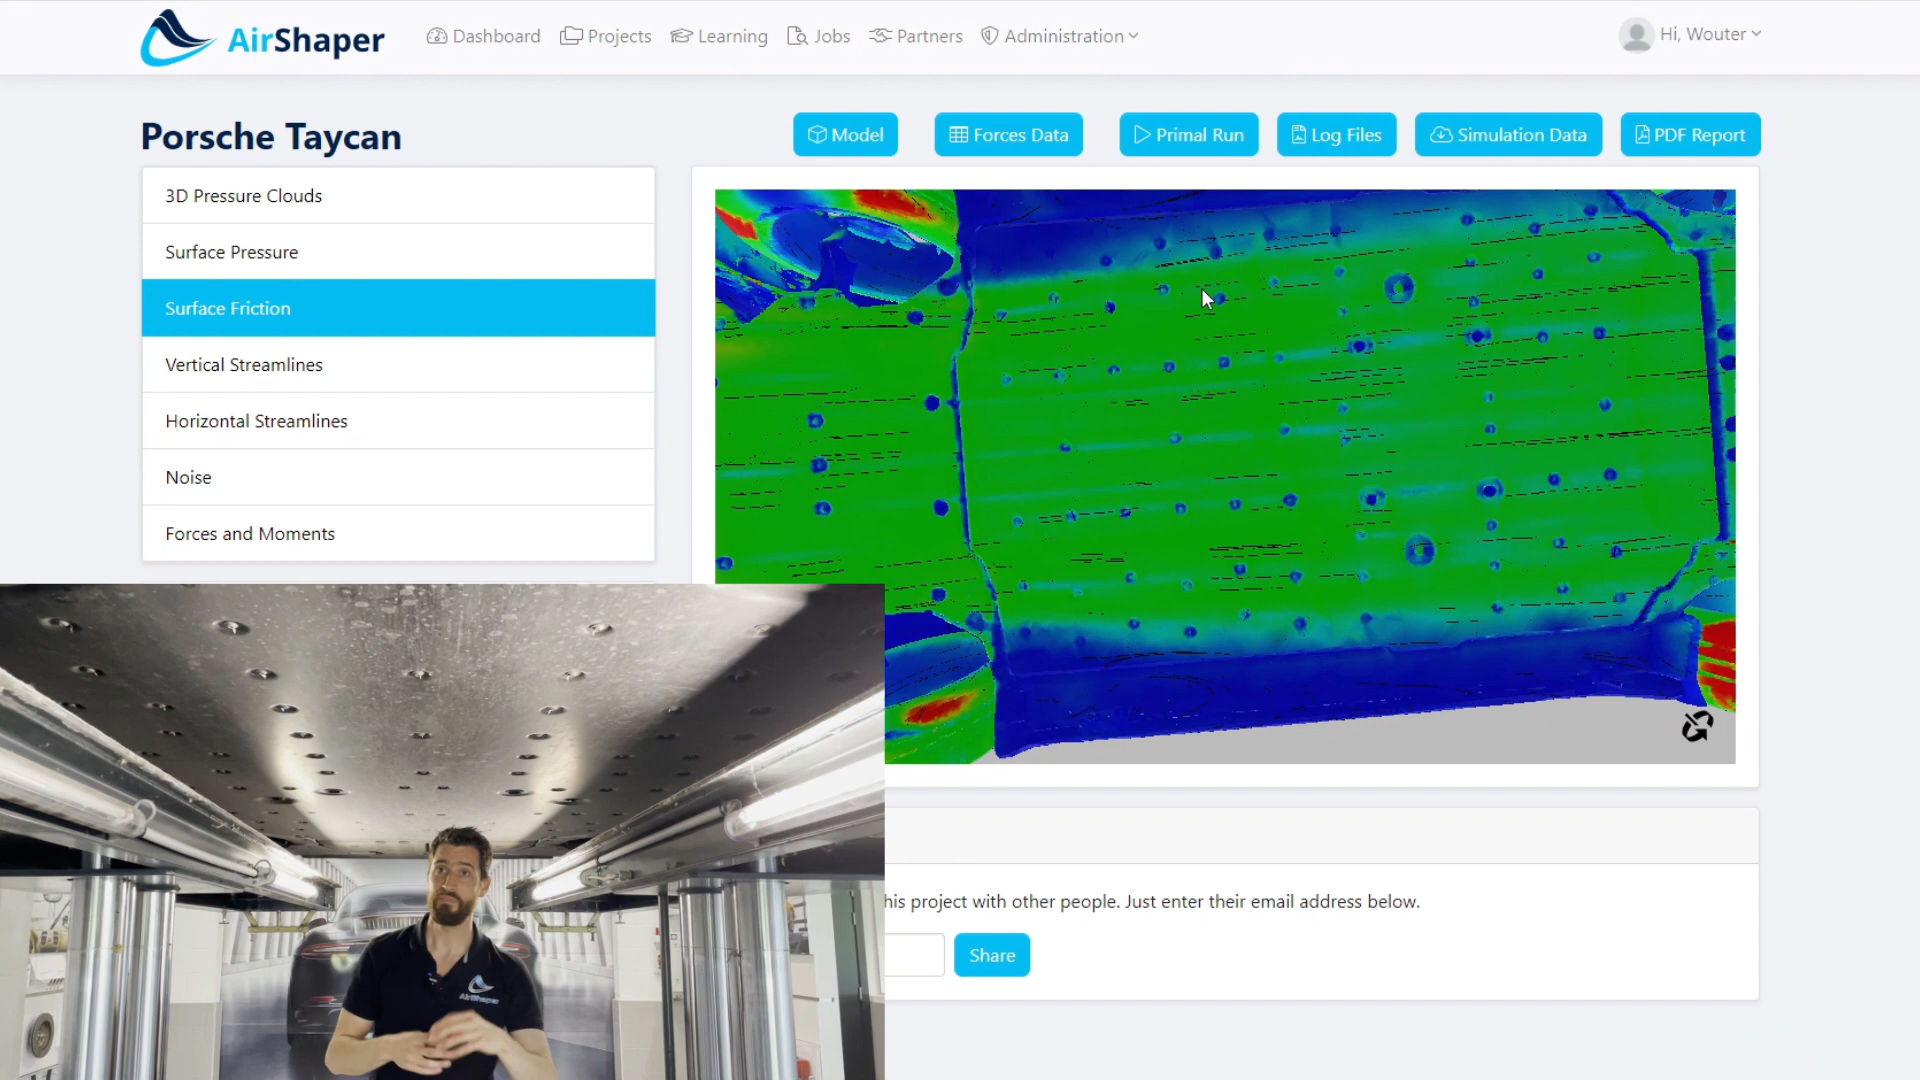 AirShaper
Dashboard
Projects
Learning
Jobs
Partners
Administration
Hi, Wouter
Porsche Taycan
Model
Forces Data
Primal Run
Log Files
Simulation Data
PDF Report
3D Pressure Clouds
Surface Pressure
Surface Friction
Vertical Streamlines
Horizontal Streamlines
Noise
Forces and Moments
his project with other people. Just enter their email address below.
Share
AirShaper